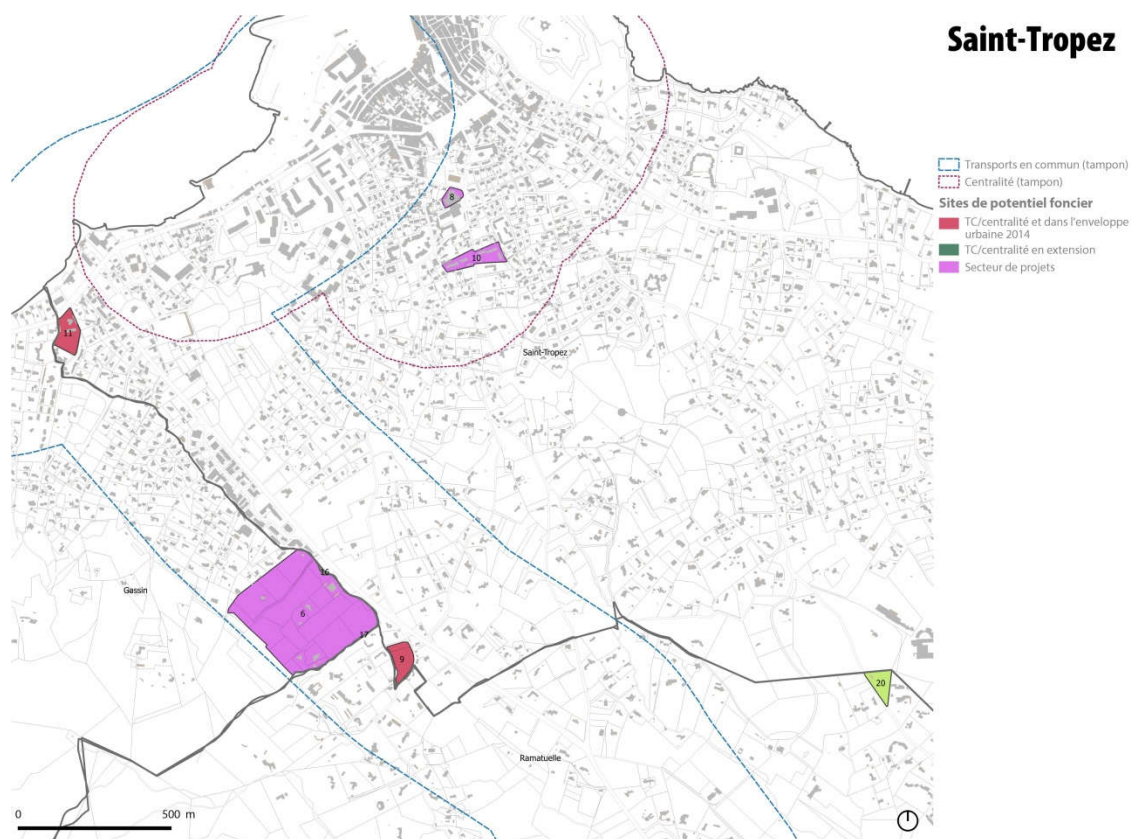 Saint-Tropez
Transports en commun (tampon)
Centralité (tampon)
Sites de potentiel foncier
TC/centralité et dans l'enveloppe
urbaine 2014
TC/centralité en extension
Secteur de projets
8
10
11
Saint-Tropez
16
Gassin
6
17
9
20
Ramatuelle
0 500 m